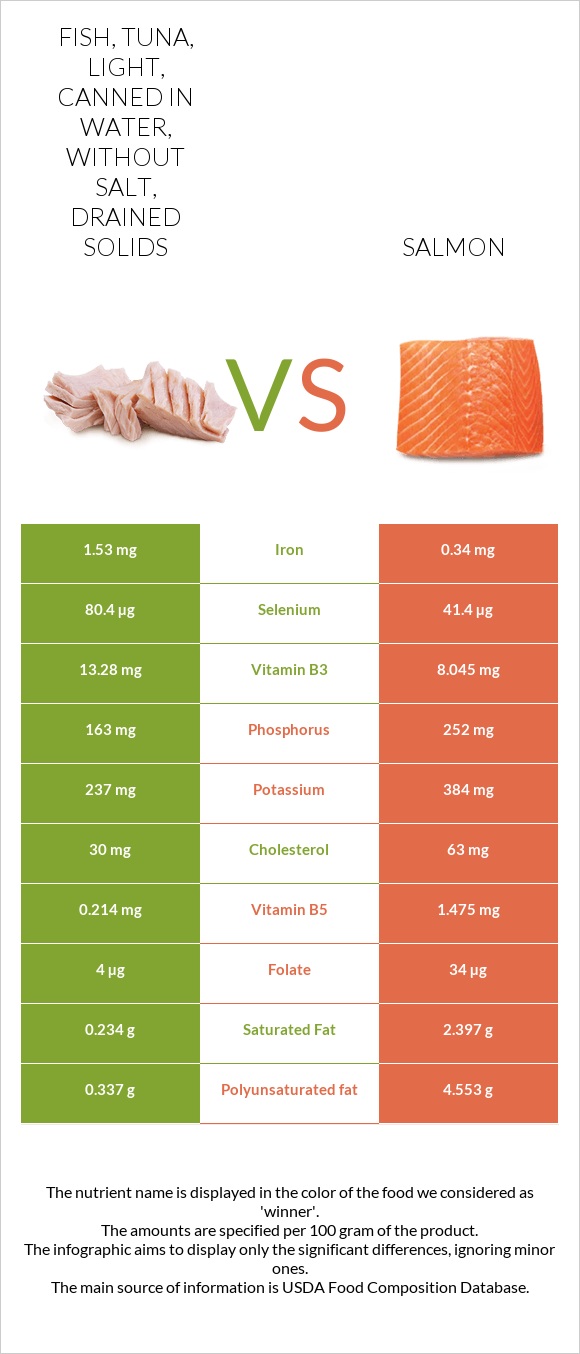 FISH, TUNA,
LIGHT,
CANNED IN
WATER,
WITHOUT
SALT,
DRAINED
SOLIDS
SALMON
VS
1.53 mg Iron 0.34 mg
80.4 µg Selenium 41.4 µg
13.28 mg Vitamin B3 8.045 mg
163 mg Phosphorus 252 mg
237 mg Potassium 384 mg
30 mg Cholesterol 63 mg
0.214 mg Vitamin B5 1.475 mg
4 µg Folate 34 µg
0.234 g Saturated Fat 2.397 g
0.337 g Polyunsaturated fat 4.553 g
The nutrient name is displayed in the color of the food we considered as
'winner'.
The amounts are specified per 100 gram of the product.
The infographic aims to display only the significant differences, ignoring minor
ones.
The main source of information is USDA Food Composition Database.